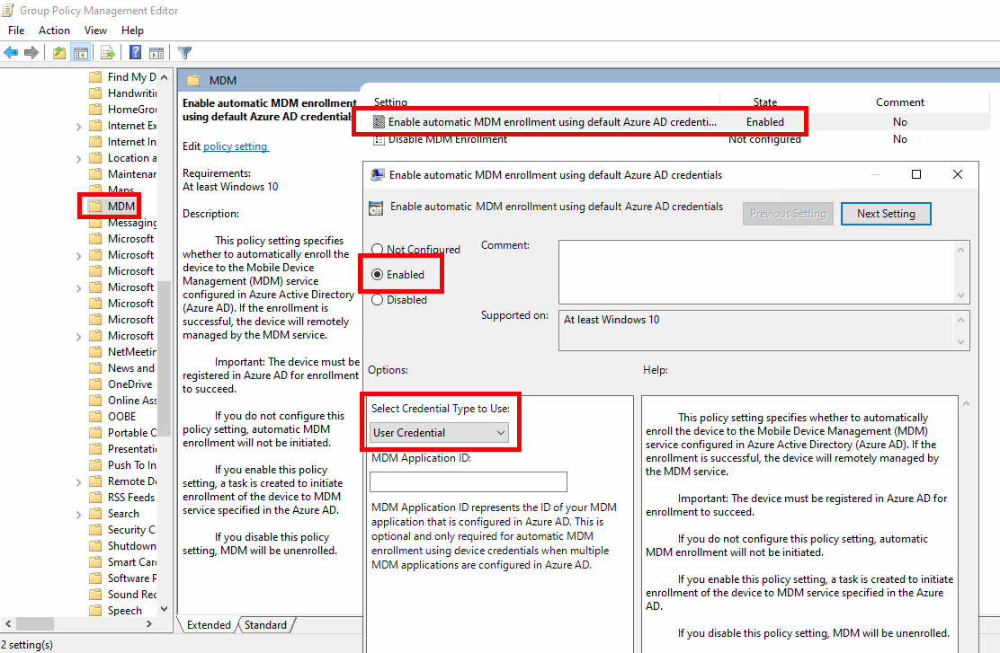 Group Policy Management Editor
File Action View Help
Find My D
Handwritin
HomeGrou
Internet Ex
Internet In
Location a
Maintenan
Maps
MDM
Messaging
Microsoft
Microsoft
Microsoft
Microsoft
Microsoft
Microsoft
Microsoft
NetMeetin
News and
OneDrive
Online Ass
OOBE
Portable O
Presentatio
Push To In
Remote De
RSS Feeds
Search
Security C
Shutdown
Smart Card
Software P
Sound Rec
Speech
MDM
Enable automatic MDM enrollment
using default Azure AD credentials
Edit policy setting
Requirements:
At least Windows 10
Description:
This policy setting specifies
whether to automatically enroll the
device to the Mobile Device
Management (MDM) service
configured in Azure Active Directory
(Azure AD). If the enrollment is
successful, the device will remotely
managed by the MDM service.
Important: The device must be
registered in Azure AD for enrollment
to succeed.
If you do not configure this
policy setting, automatic MDM
enrollment will not be initiated.
If you enable this policy
setting, a task is created to initiate
enrollment of the device to MDM
service specified in the Azure AD.
If you disable this policy
setting, MDM will be unenrolled.
Setting State Comment
Enable automatic MDM enrollment using default Azure AD credenti... Enabled No
Disable MDM Enrollment Not configured No
Enable automatic MDM enrollment using default Azure AD credentials
Enable automatic MDM enrollment using default Azure AD credentials
Previous Setting Next Setting
Not Configured
Enabled
Disabled
Comment:
Supported on:
At least Windows 10
Options:
Help:
Select Credential Type to Use:
User Credential
MDM Application ID:
MDM Application ID represents the ID of your MDM
application that is configured in Azure AD. This is
optional and only required for automatic MDM
enrollment using device credentials when multiple
MDM applications are configured in Azure AD.
This policy setting specifies whether to automatically
enroll the device to the Mobile Device Management (MDM)
service configured in Azure Active Directory (Azure AD). If the
enrollment is successful, the device will remotely managed by
the MDM service.
Important: The device must be registered in Azure AD for
enrollment to succeed.
If you do not configure this policy setting, automatic
MDM enrollment will not be initiated.
If you enable this policy setting, a task is created to initiate
enrollment of the device to MDM service specified in the Azure
AD.
If you disable this policy setting, MDM will be unenrolled.
Extended Standard
2 setting(s)